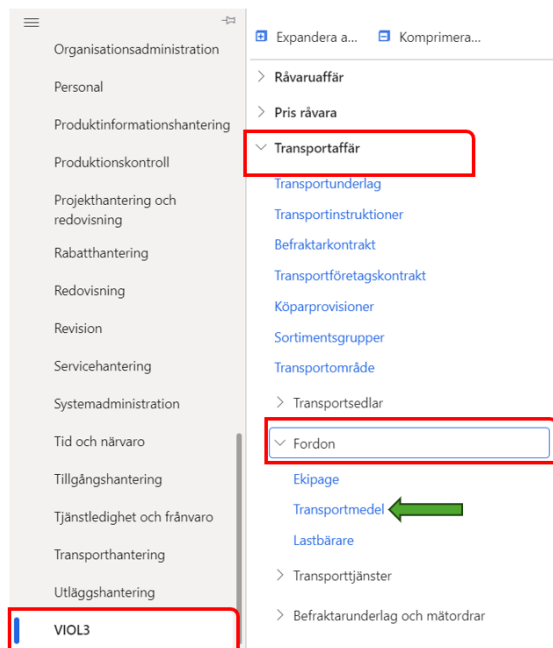 Organisationsadministration
Personal
Produktinformationshantering
Produktionskontroll
Projekthantering och
redovisning
Rabatthantering
Redovisning
Revision
Servicehantering
Systemadministration
Tid och närvaro
Tillgångshantering
Tjänstledighet och frånvaro
Transporthantering
Utläggshantering
VIOL3
Expandera a... Komprimera...
Råvaruaffär
Pris råvara
Transportaffär
Transportunderlag
Transportinstruktioner
Befraktarkontrakt
Transportföretagskontrakt
Köparprovisioner
Sortimentsgrupper
Transportområde
Transportsedlar
Fordon
Ekipage
Transportmedel
Lastbärare
Transporttjänster
Befraktarunderlag och mätordrar